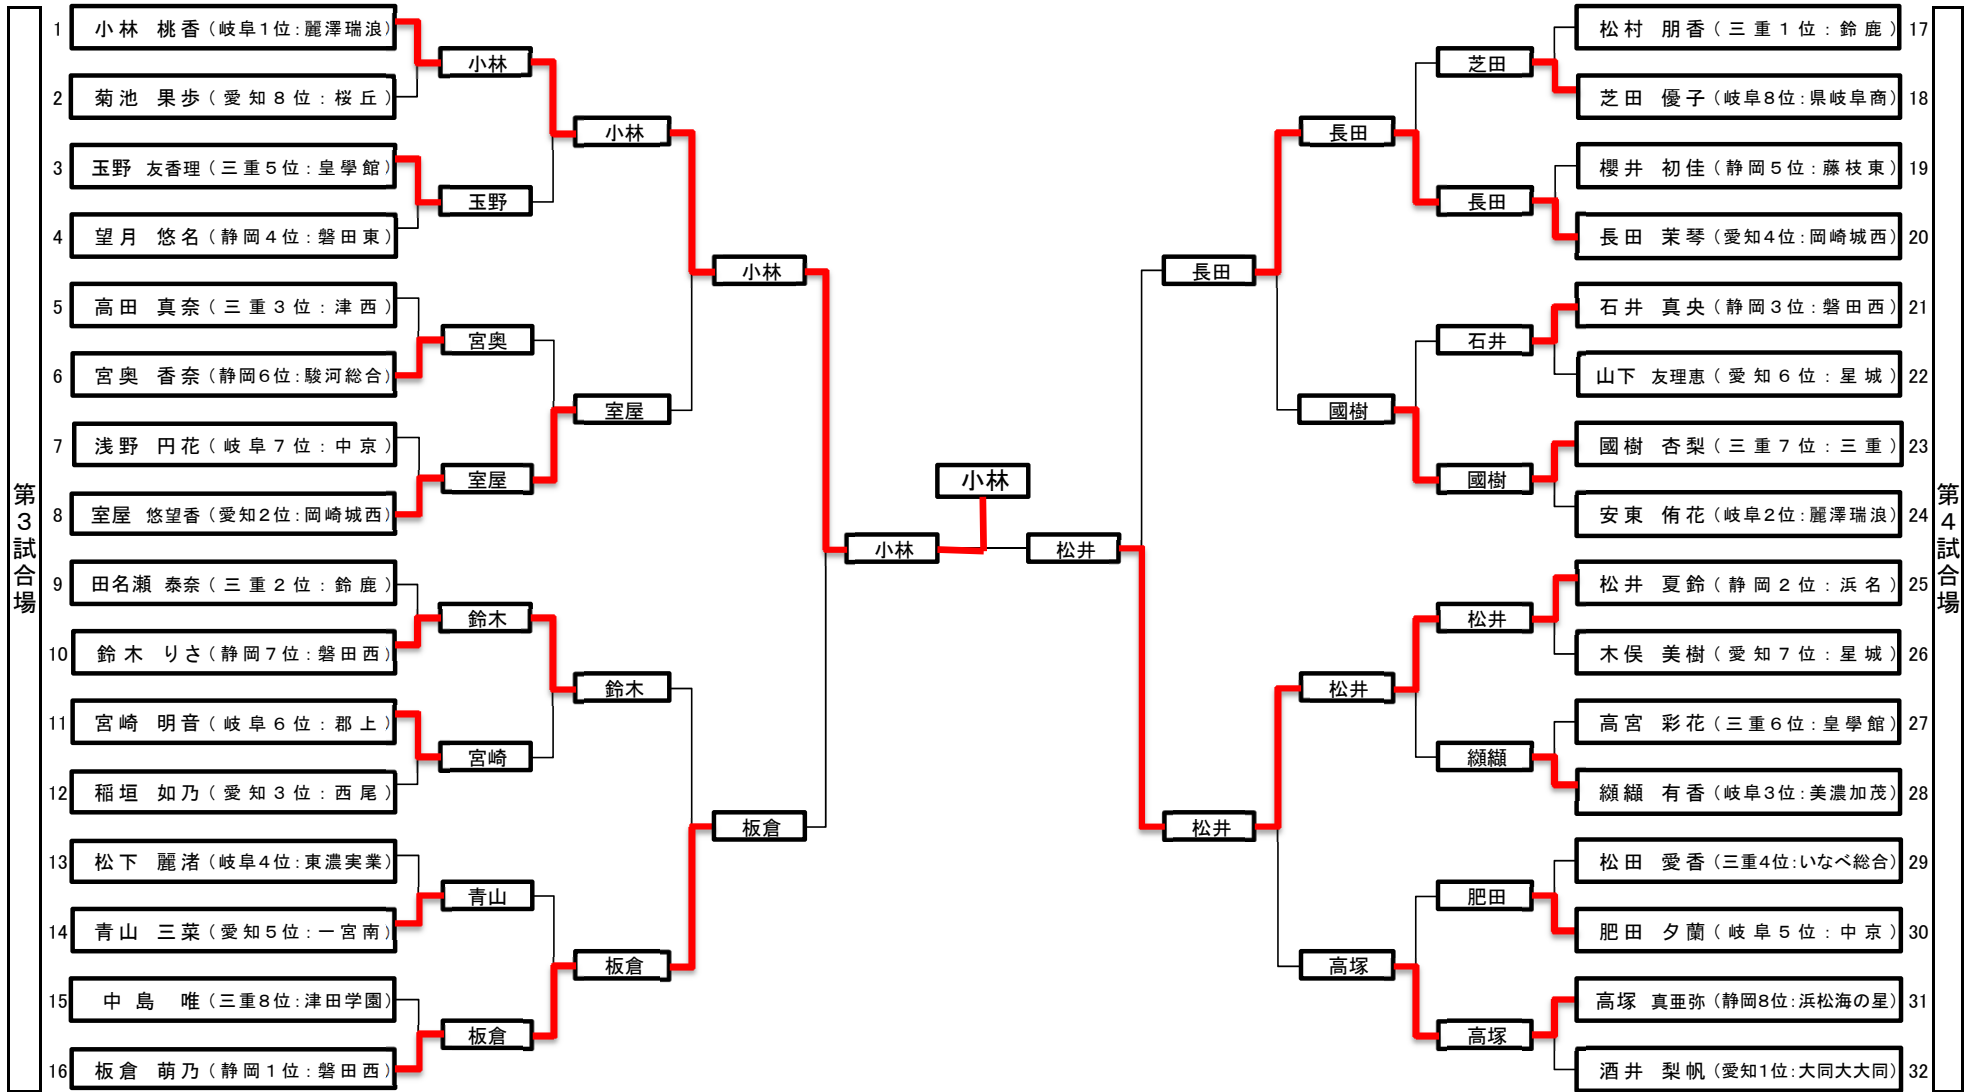 第3試合場
1 小林 桃香(岐阜1位:麗澤瑞浪)
2 菊池 果歩(愛知8位:桜丘)
3 玉野 友香理(三重5位:皇學館)
4 望月 悠名(静岡4位:磐田東)
5 高田 真奈(三重3位:津西)
6 宮奥 香奈(静岡6位:駿河総合)
7 浅野 円花(岐阜7位:中京)
8 室屋 悠望香(愛知2位:岡崎城西)
9 田名瀬 泰奈(三重2位:鈴鹿)
10 鈴木 りさ(静岡7位:磐田西)
11 宮崎 明音(岐阜6位:郡上)
12 稲垣 如乃(愛知3位:西尾)
13 松下 麗渚(岐阜4位:東濃実業)
14 青山 三菜(愛知5位:一宮南)
15 中島 唯(三重8位:津田学園)
16 板倉 萌乃(静岡1位:磐田西)
小林
玉野
宮奥
室屋
鈴木
宮崎
青山
板倉
小林
室屋
鈴木
板倉
小林
板倉
小林
小林
松井
長田
松井
長田
國樹
松井
高塚
芝田
長田
石井
國樹
松井
纐纈
肥田
高塚
松村 朋香(三重1位:鈴鹿) 17
芝田 優子(岐阜8位:県岐阜商) 18
櫻井 初佳(静岡5位:藤枝東) 19
長田 茉琴(愛知4位:岡崎城西) 20
石井 真央(静岡3位:磐田西) 21
山下 友理恵(愛知6位:星城) 22
國樹 杏梨(三重7位:三重) 23
安東 侑花(岐阜2位:麗澤瑞浪) 24
松井 夏鈴(静岡2位:浜名) 25
木俣 美樹(愛知7位:星城) 26
高宮 彩花(三重6位:皇學館) 27
纐纈 有香(岐阜3位:美濃加茂) 28
松田 愛香(三重4位:いなべ総合) 29
肥田 夕蘭(岐阜5位:中京) 30
高塚 真亜弥(静岡8位:浜松海の星) 31
酒井 梨帆(愛知1位:大同大大同) 32
第4試合場